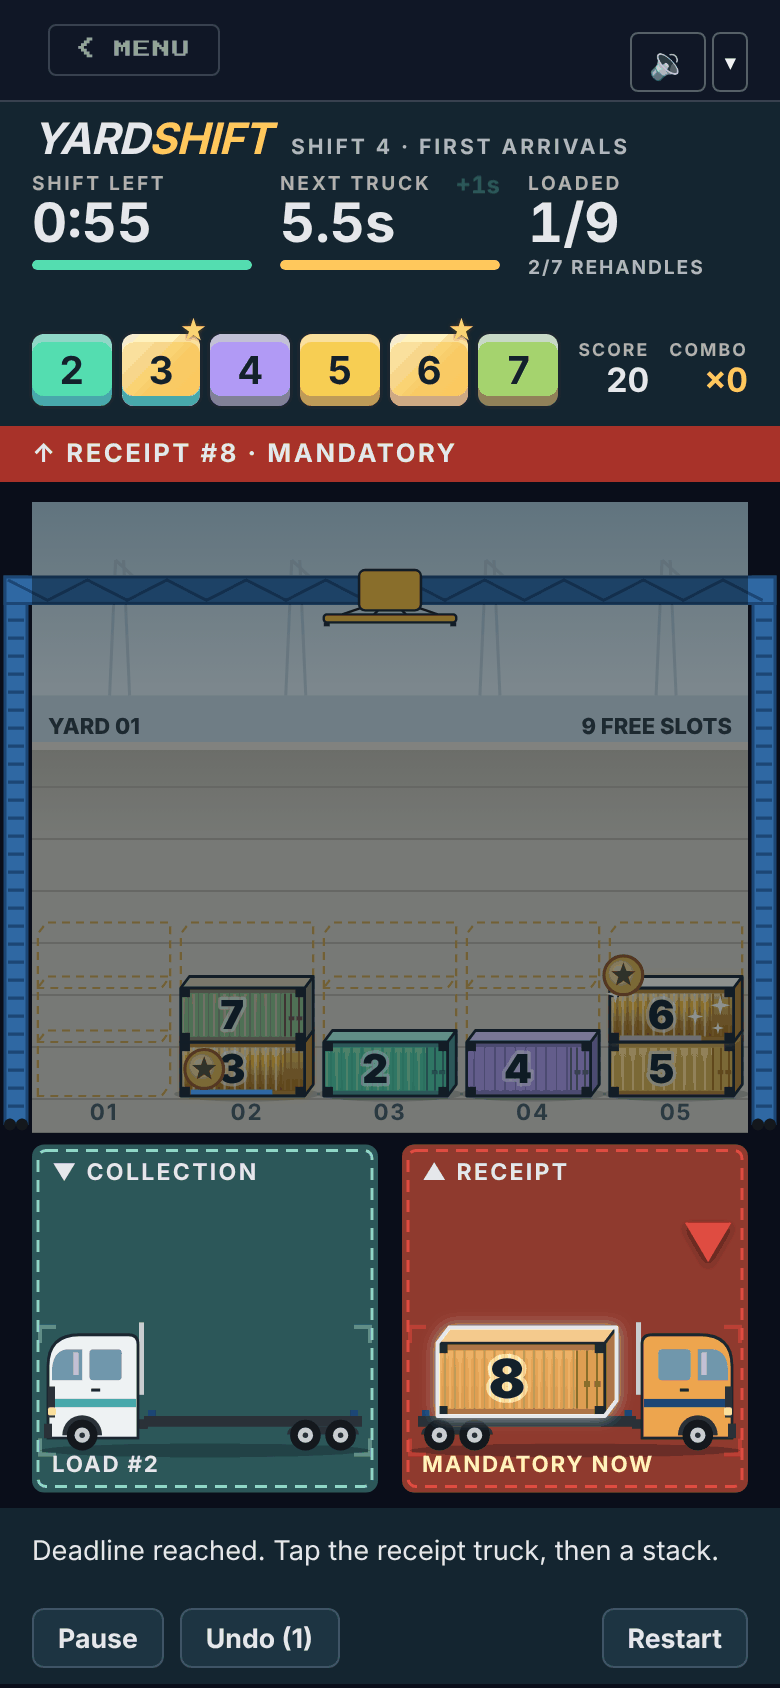 MENU
YARDSHIFT SHIFT 4 · FIRST ARRIVALS
SHIFT LEFT NEXT TRUCK +1s LOADED
0:55 5.5s 1/9
2/7 REHANDLES
2 3 4 5 6 7
SCORE COMBO
20 ×0
↑ RECEIPT #8 · MANDATORY
YARD 01 9 FREE SLOTS
7 6
3 2 4 5
01 02 03 04 05
▼ COLLECTION ▲ RECEIPT
8
LOAD #2 MANDATORY NOW
Deadline reached. Tap the receipt truck, then a stack.
Pause Undo (1) Restart